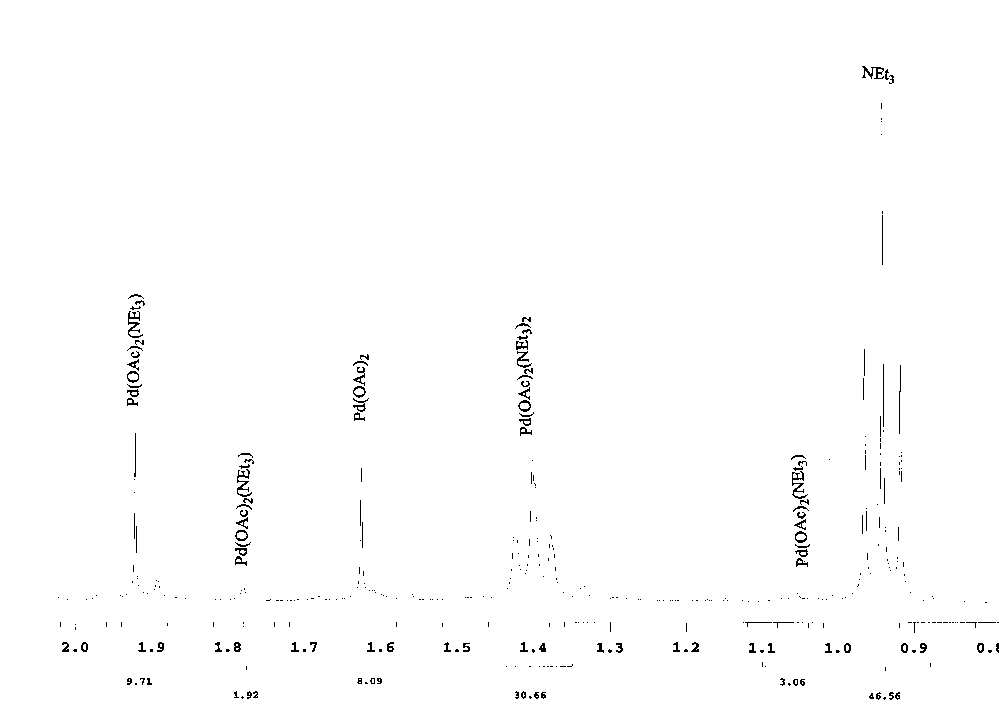 NEt3
Pd(OAc)2(NEt3)
Pd(OAc)2(NEt3)
Pd(OAc)2
Pd(OAc)2(NEt3)2
Pd(OAc)2(NEt3)
2.0 1.9 1.8 1.7 1.6 1.5 1.4 1.3 1.2 1.1 1.0 0.9 0.8
9.71 8.09 3.06
1.92 30.66 46.56